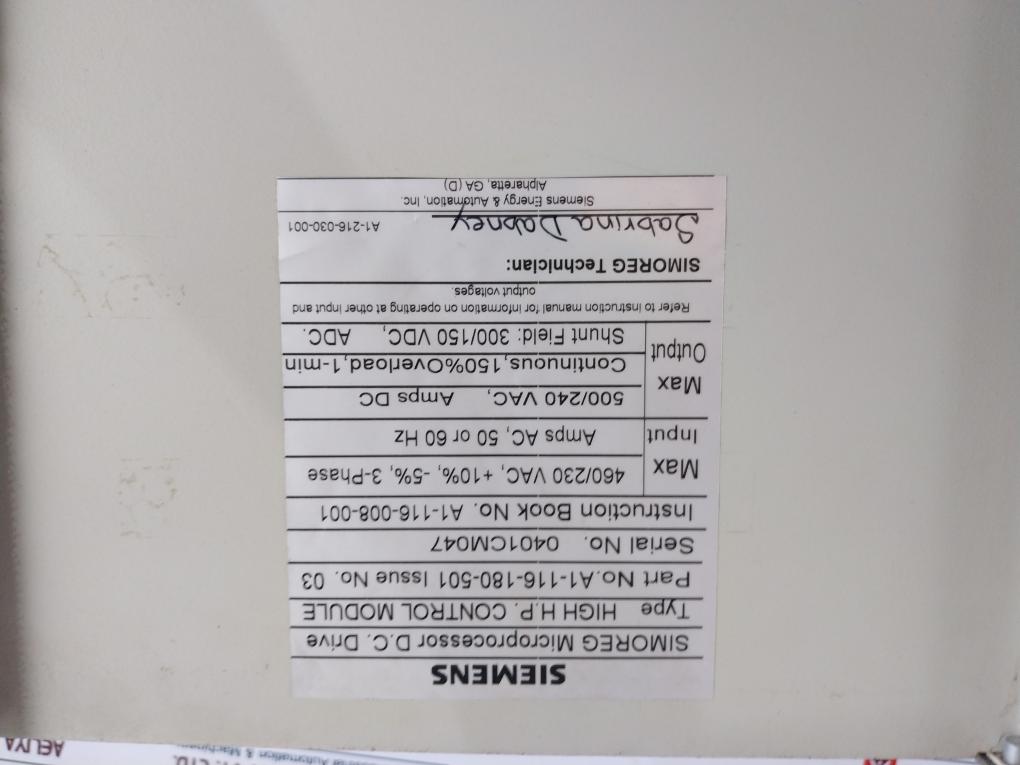 SIEMENS
SIMOREG Microprocessor D.C. Drive
Type HIGH H.P. CONTROL MODULE
Part No.A1-116-180-501 Issue No. 03
Serial No. 0401CM047
Instruction Book No. A1-116-008-001
Max Input
460/230 VAC, +10%, -5%, 3-Phase
Amps AC, 50 or 60 Hz
Max Output
500/240 VAC, Amps DC
Continuous,150%Overload,1-min
Shunt Field: 300/150 VDC, ADC.
Refer to instruction manual for information on operating at other input and
output voltages.
SIMOREG Technician:
Sabrina Dabney A1-216-030-001
Siemens Energy & Automation, Inc.
Alpharetta, GA (D)
AELIYA
Automation & Machinery
LTD.